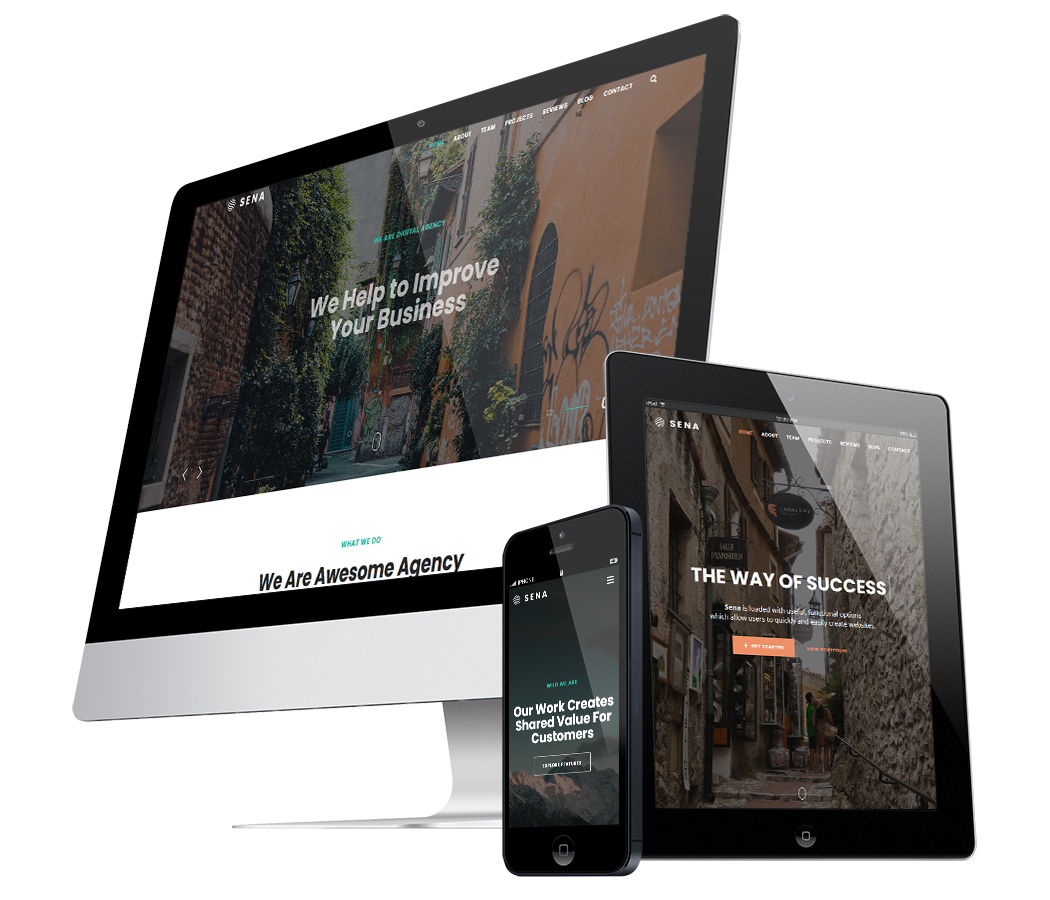 HOME ABOUT TEAM PROJECTS REVIEWS BLOG CONTACT
SENA
WE ARE DIGITAL AGENCY
We Help to Improve
Your Business
WHAT WE DO
We Are Awesome Agency
SENA
HOME ABOUT TEAM PROJECTS REVIEWS BLOG CONTACT
THE WAY OF SUCCESS
Sena is loaded with useful, functional options
which allow users to quickly and easily create websites.
+ GET STARTED
VIEW PORTFOLIO
IPHONE
SENA
WHO WE ARE
Our Work Creates
Shared Value For
Customers
EXPLORE FEATURES